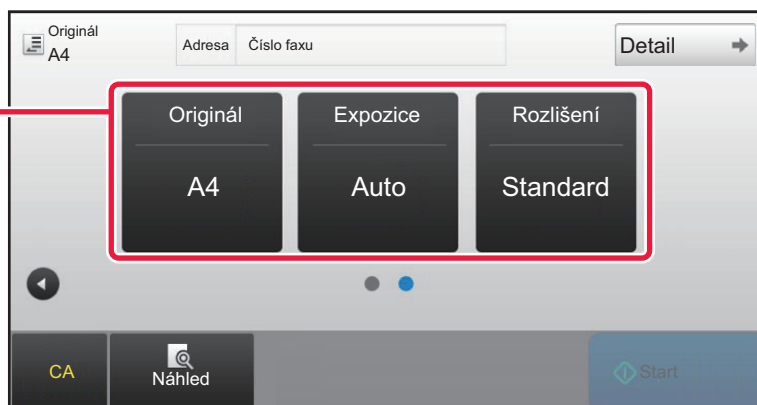 Originál
A4
Adresa Číslo faxu
Detail
Originál Expozice Rozlišení
A4 Auto Standard
CA
Náhled
Start